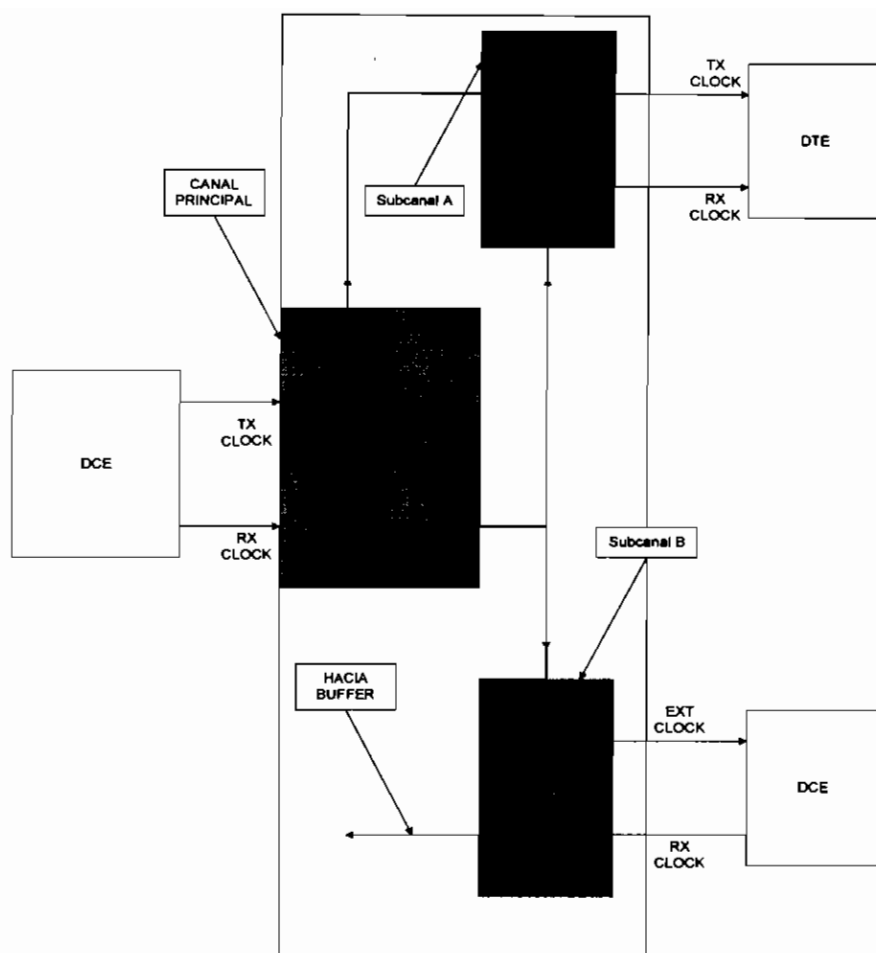 TX
CLOCK
DTE
CANAL
PRINCIPAL
Subcanal A
RX
CLOCK
TX
CLOCK
DCE
RX
CLOCK
Subcanal B
HACIA
BUFFER
EXT
CLOCK
DCE
RX
CLOCK